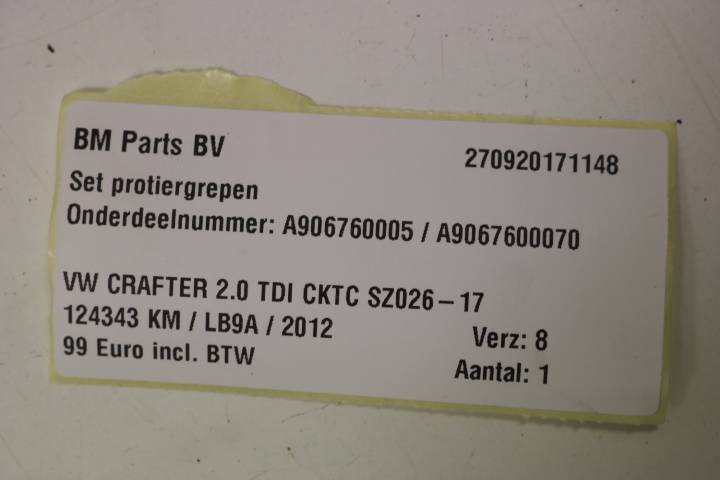 BM Parts BV 270920171148
Set protiergrepen
Onderdeelnummer: A906760005 / A9067600070
VW CRAFTER 2.0 TDI CKTC SZ026 – 17
124343 KM / LB9A / 2012 Verz: 8
99 Euro incl. BTW Aantal: 1